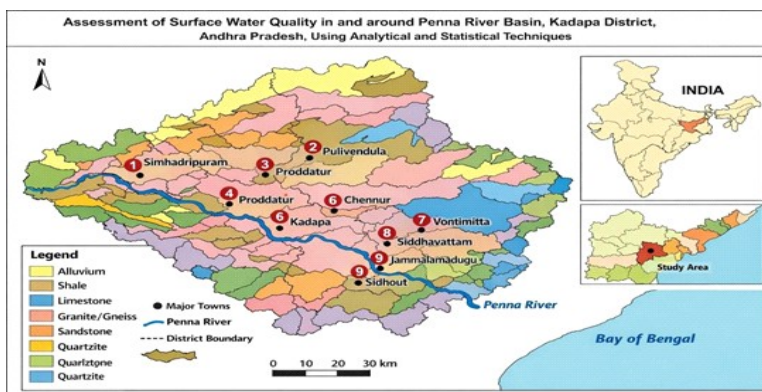 Assessment of Surface Water Quality in and around Penna River Basin, Kadapa District,
Andhra Pradesh, Using Analytical and Statistical Techniques
N
INDIA
2
Pulivendula
1
Simhadripuram
3
Proddatur
4
Proddatur
6
Chennur
6
Kadapa
7
Vontimitta
8
Siddhavattam
9
Jammalamadugu
9
Sidhout
Study Area
Penna River
Bay of Bengal
Legend
Alluvium
Shale
Limestone
Granite/Gneiss
Sandstone
Quartzite
Quarlztone
Quartzite
Major Towns
Penna River
District Boundary
0 10 20 30 km